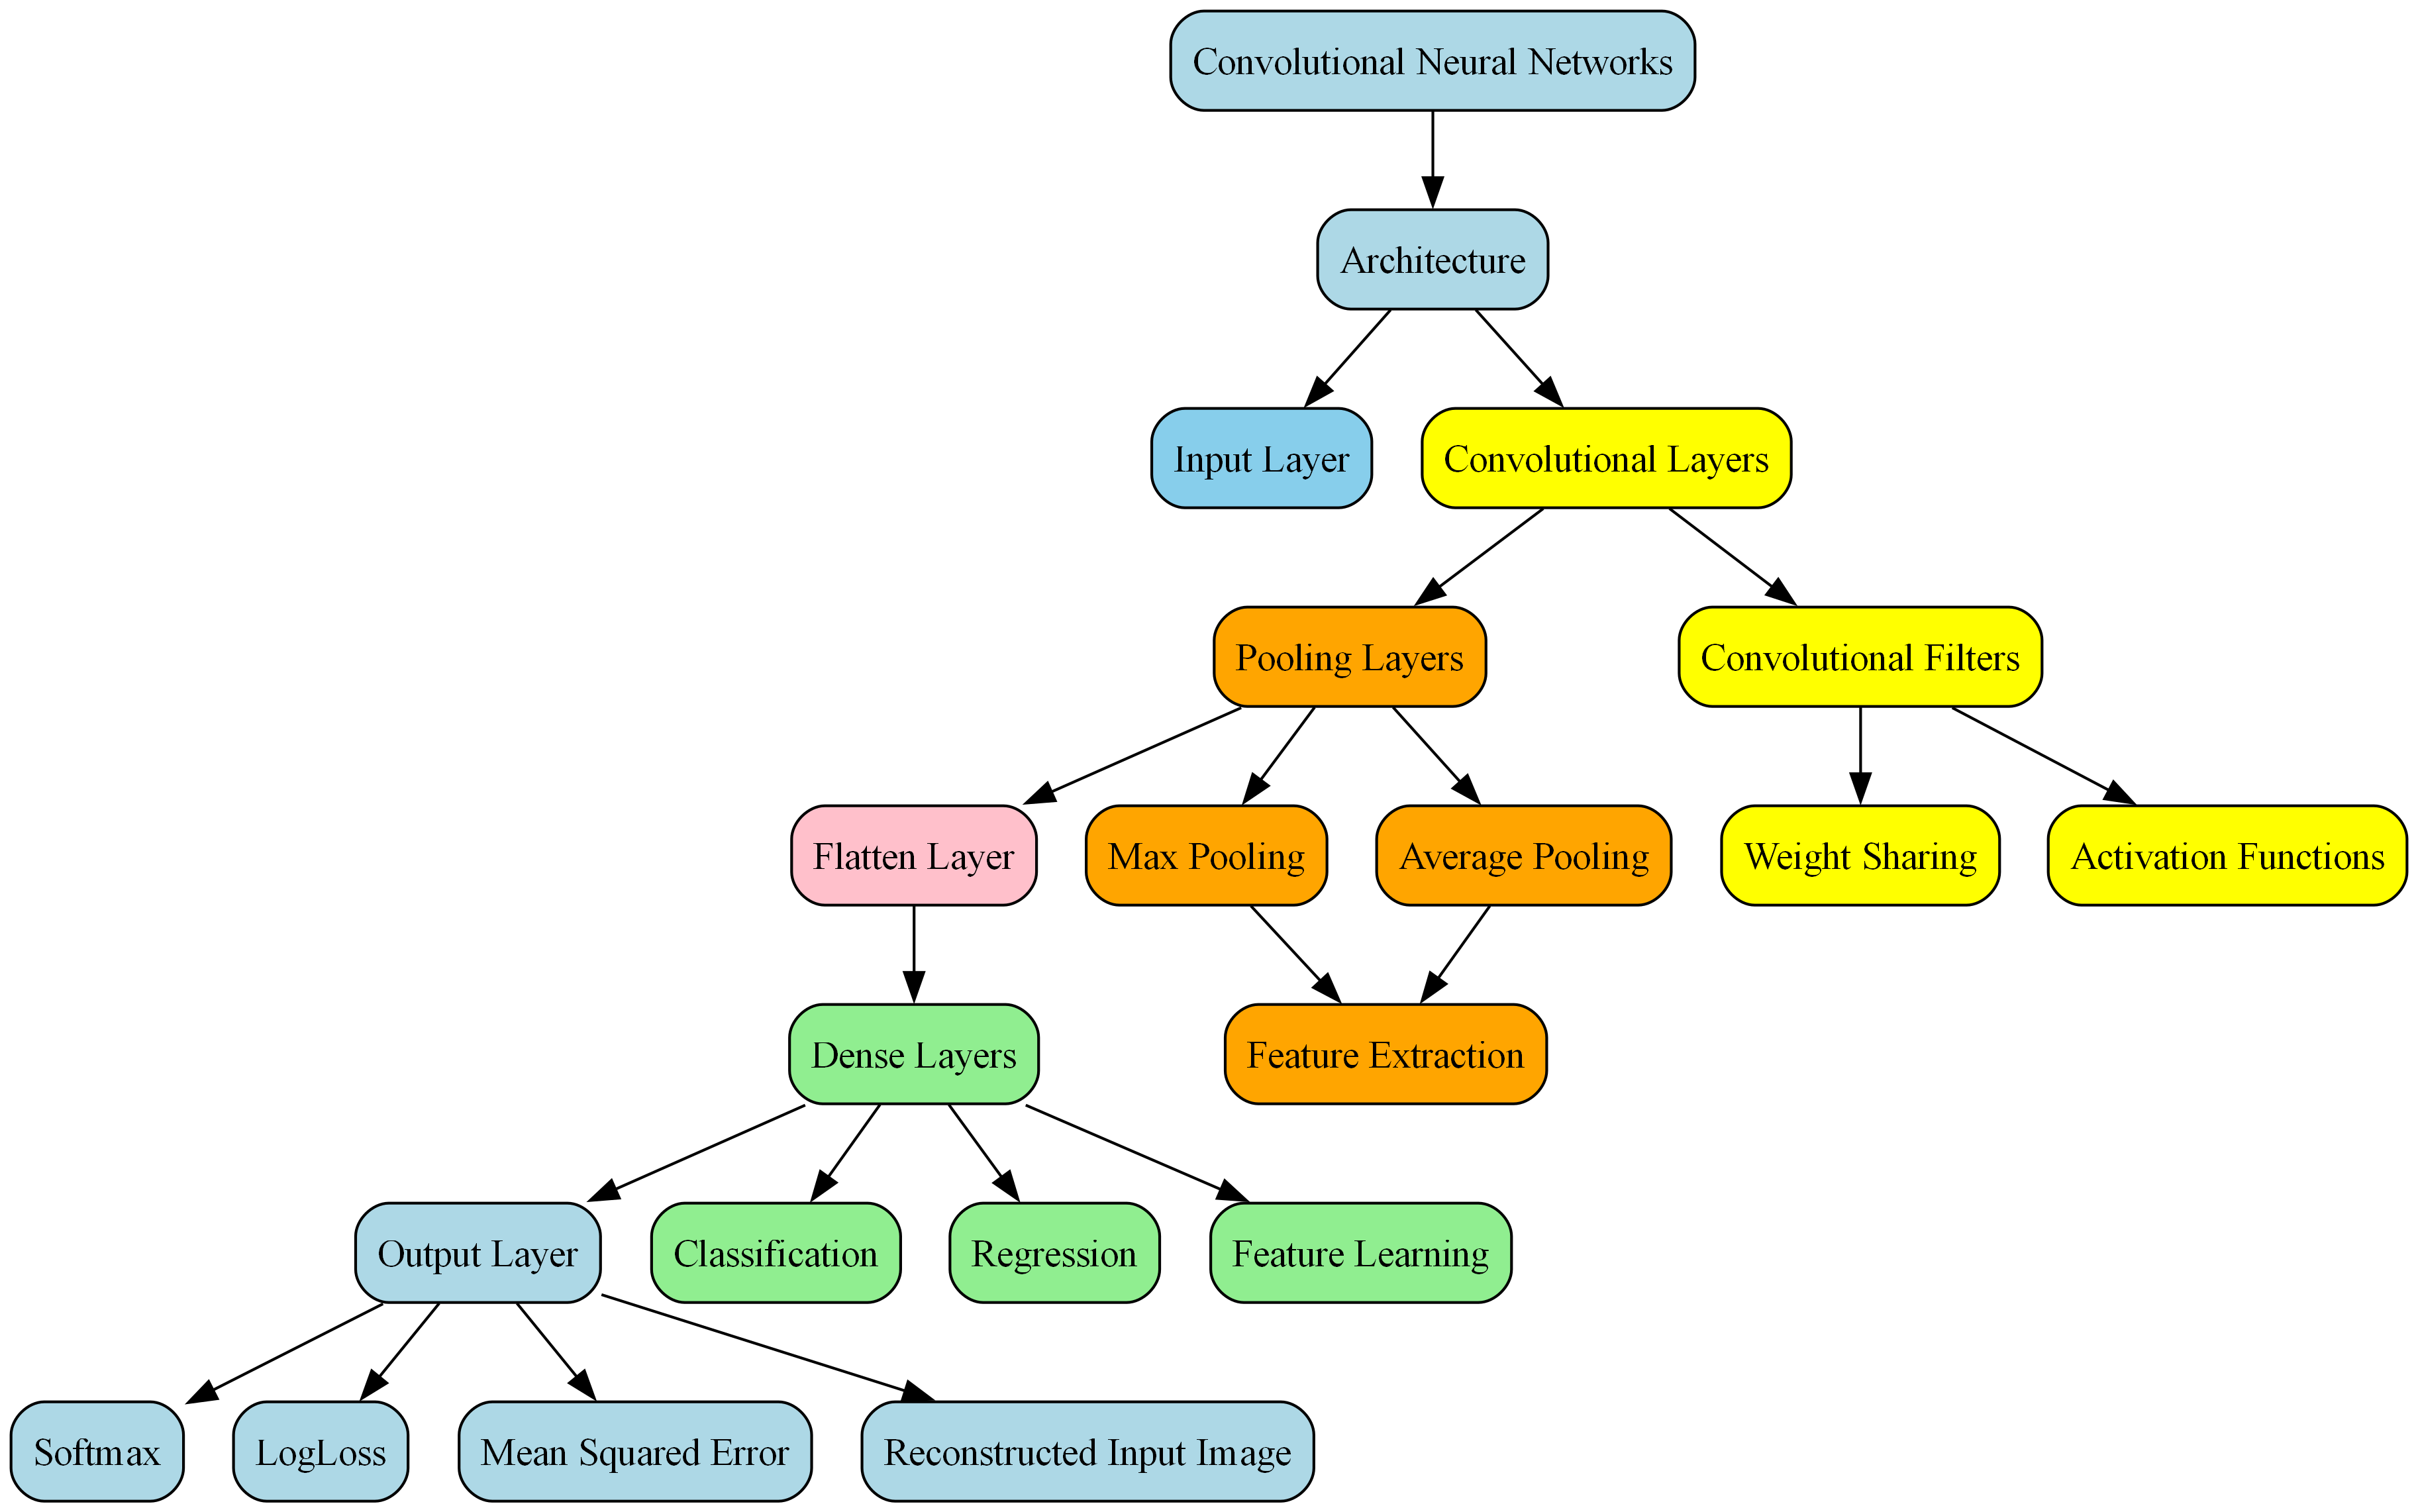 Convolutional Neural Networks
Architecture
Input Layer
Convolutional Layers
Pooling Layers
Convolutional Filters
Flatten Layer
Max Pooling
Average Pooling
Weight Sharing
Activation Functions
Dense Layers
Feature Extraction
Output Layer
Classification
Regression
Feature Learning
Softmax
LogLoss
Mean Squared Error
Reconstructed Input Image